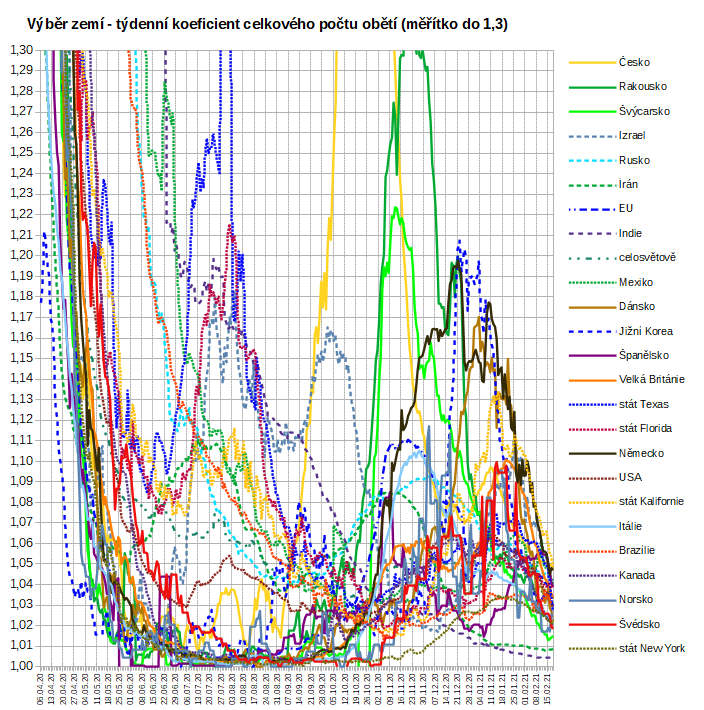 Výběr zemí - týdenní koeficient celkového počtu obětí (měřítko do 1,3)
1,30
1,29
1,28
1,27
1,26
1,25
1,24
1,23
1,22
1,21
1,20
1,19
1,18
1,17
1,16
1,15
1,14
1,13
1,12
1,11
1,10
1,09
1,08
1,07
1,06
1,05
1,04
1,03
1,02
1,01
1,00
06.04.20
13.04.20
20.04.20
27.04.20
04.05.20
11.05.20
18.05.20
25.05.20
01.06.20
08.06.20
15.06.20
22.06.20
29.06.20
06.07.20
13.07.20
20.07.20
27.07.20
03.08.20
10.08.20
17.08.20
24.08.20
31.08.20
07.09.20
14.09.20
21.09.20
28.09.20
05.10.20
12.10.20
19.10.20
26.10.20
02.11.20
09.11.20
16.11.20
23.11.20
30.11.20
07.12.20
14.12.20
21.12.20
28.12.20
04.01.21
11.01.21
18.01.21
25.01.21
01.02.21
08.02.21
15.02.21
Česko
Rakousko
Švýcarsko
Izrael
Rusko
Írán
EU
Indie
celosvětově
Mexiko
Dánsko
Jižní Korea
Španělsko
Velká Británie
stát Texas
stát Florida
Německo
USA
stát Kalifornie
Itálie
Brazílie
Kanada
Norsko
Švédsko
stát New York